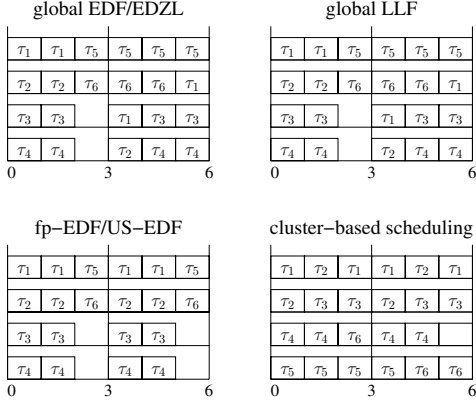 global EDF/EDZL
τ₁ τ₁ τ₅ τ₅ τ₅ τ₅
τ₂ τ₂ τ₆ τ₆ τ₆ τ₁
τ₃ τ₃ τ₁ τ₃ τ₃
τ₄ τ₄ τ₂ τ₄ τ₄
0 3 6
global LLF
τ₁ τ₁ τ₅ τ₅ τ₅ τ₅
τ₂ τ₂ τ₆ τ₆ τ₆ τ₁
τ₃ τ₃ τ₁ τ₃ τ₃
τ₄ τ₄ τ₂ τ₄ τ₄
0 3 6
fp−EDF/US−EDF
τ₁ τ₁ τ₅ τ₁ τ₁ τ₅
τ₂ τ₂ τ₆ τ₂ τ₂ τ₆
τ₃ τ₃ τ₃ τ₃
τ₄ τ₄ τ₄ τ₄
0 3 6
cluster−based scheduling
τ₁ τ₂ τ₁ τ₁ τ₂ τ₁
τ₂ τ₃ τ₃ τ₂ τ₃ τ₃
τ₄ τ₄ τ₆ τ₄ τ₄
τ₅ τ₅ τ₅ τ₅ τ₆ τ₆
0 3 6